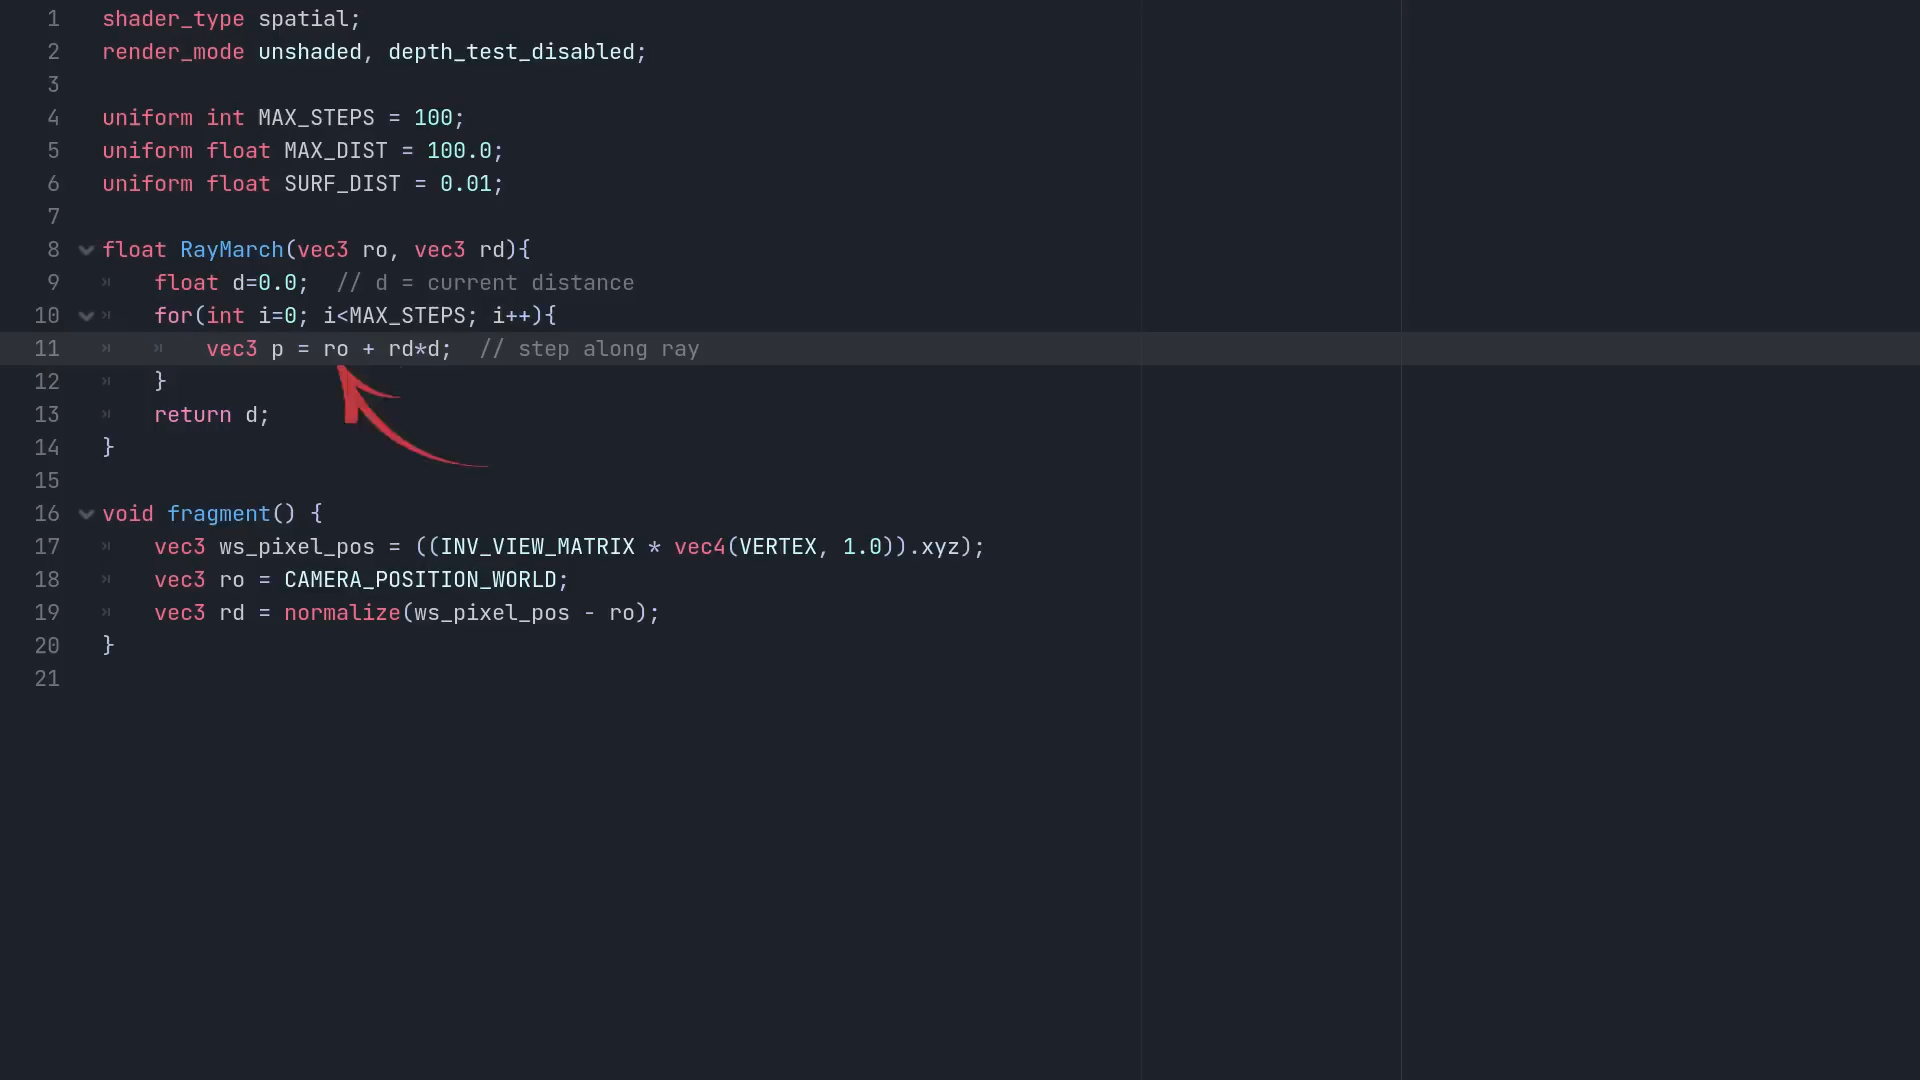 1 shader_type spatial;
2 render_mode unshaded, depth_test_disabled;
3
4 uniform int MAX_STEPS = 100;
5 uniform float MAX_DIST = 100.0;
6 uniform float SURF_DIST = 0.01;
7
8 float RayMarch(vec3 ro, vec3 rd){
9 float d=0.0;  // d = current distance
10 for(int i=0; i<MAX_STEPS; i++){
11 vec3 p = ro + rd*d;  // step along ray
12 }
13 return d;
14 }
15
16 void fragment() {
17 vec3 ws_pixel_pos = ((INV_VIEW_MATRIX * vec4(VERTEX, 1.0)).xyz);
18 vec3 ro = CAMERA_POSITION_WORLD;
19 vec3 rd = normalize(ws_pixel_pos - ro);
20 }
21